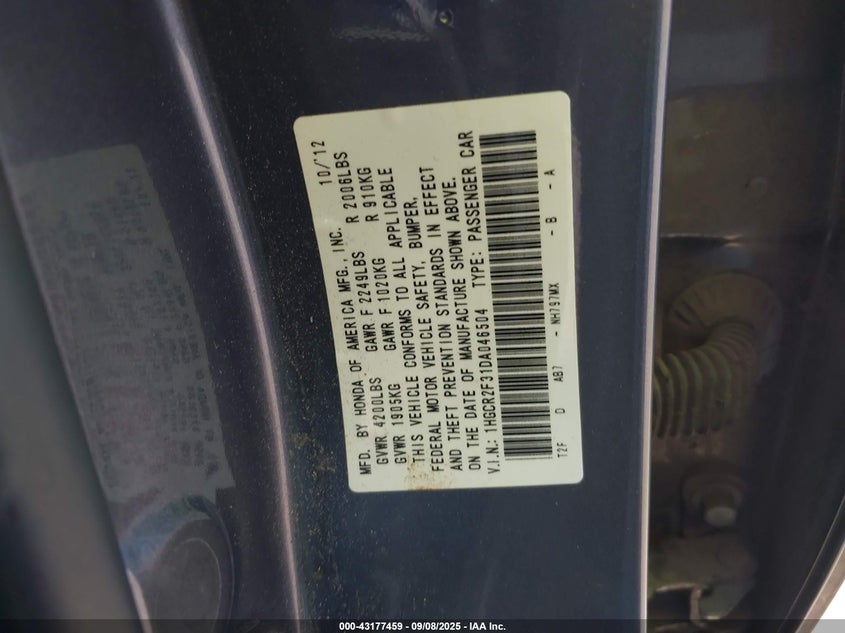 MFD. BY HONDA OF AMERICA MFG., INC. 10/'12
GVWR 4200LBS GAWR F 2249LBS R 2006LBS
GVWR 1905KG GAWR F 1020KG R 910KG
THIS VEHICLE CONFORMS TO ALL APPLICABLE
FEDERAL MOTOR VEHICLE SAFETY, BUMPER,
AND THEFT PREVENTION STANDARDS IN EFFECT
ON THE DATE OF MANUFACTURE SHOWN ABOVE.
V.I.N.: 1HGCR2F31DA046504 TYPE: PASSENGER CAR
T2F D AB7 - NH797MX - B - A
000-43177459 - 09/08/2025 - IAA Inc.